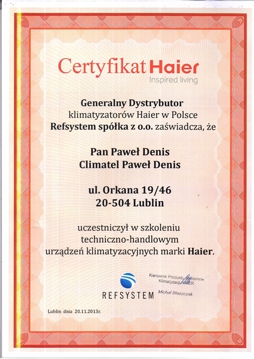 Certyfikat Haier
Inspired living
Generalny Dystrybutor
klimatyzatorów Haier w Polsce
Refsystem spółka z o.o. zaświadcza, że
Pan Paweł Denis
Climatel Paweł Denis
ul. Orkana 19/46
20-504 Lublin
uczestniczył w szkoleniu
techniczno-handlowym
urządzeń klimatyzacyjnych marki Haier.
REFSYSTEM
Lublin dnia 20.11.2013r.